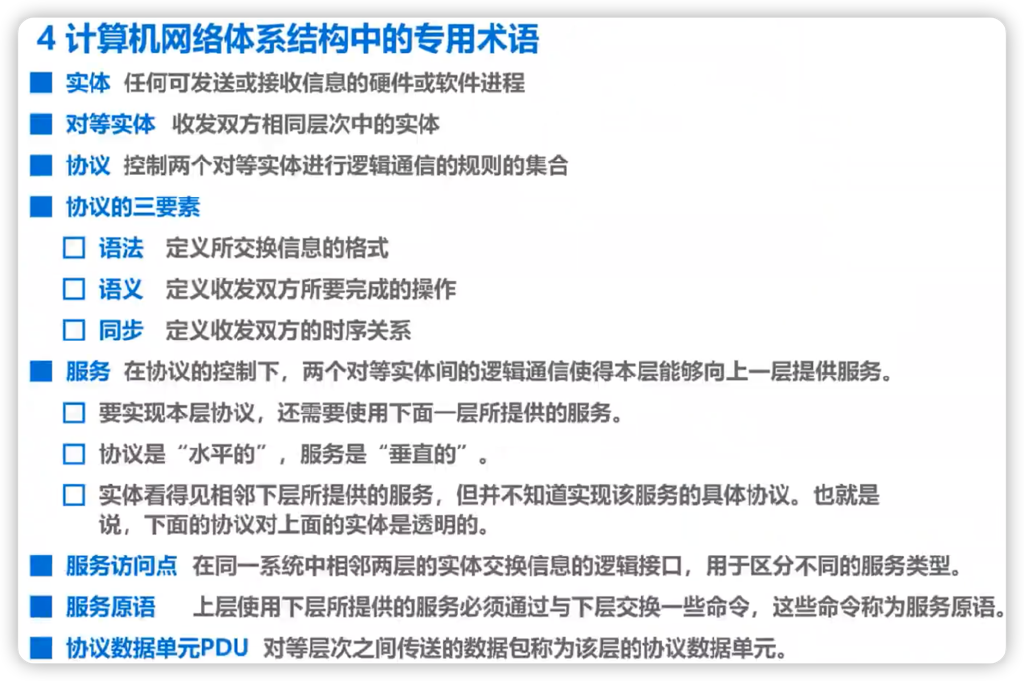 4 计算机网络体系结构中的专用术语
实体 任何可发送或接收信息的硬件或软件进程
对等实体 收发双方相同层次中的实体
协议 控制两个对等实体进行逻辑通信的规则的集合
协议的三要素
语法 定义所交换信息的格式
语义 定义收发双方所要完成的操作
同步 定义收发双方的时序关系
服务 在协议的控制下，两个对等实体间的逻辑通信使得本层能够向上一层提供服务。
要实现本层协议，还需要使用下面一层所提供的服务。
协议是“水平的”，服务是“垂直的”。
实体看得见相邻下层所提供的服务，但并不知道实现该服务的具体协议。也就是
说，下面的协议对上面的实体是透明的。
服务访问点 在同一系统中相邻两层的实体交换信息的逻辑接口，用于区分不同的服务类型。
服务原语 上层使用下层所提供的服务必须通过与下层交换一些命令，这些命令称为服务原语。
协议数据单元PDU 对等层次之间传送的数据包称为该层的协议数据单元。